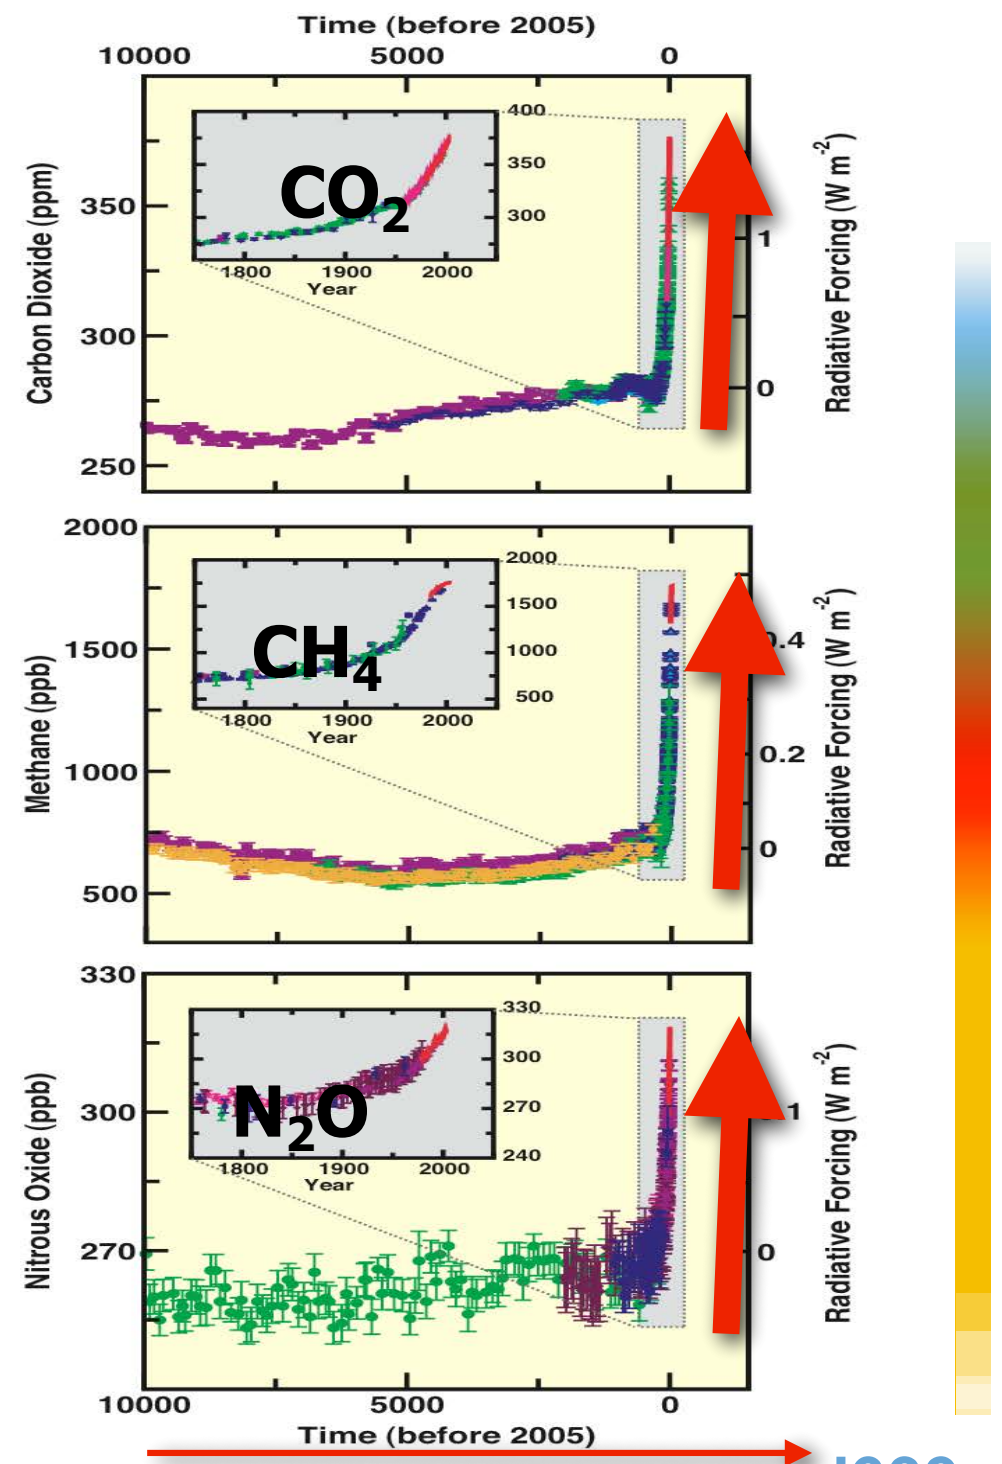 Time (before 2005)
10000 5000 0
Carbon Dioxide (ppm)
350
300
250
400
350
300
CO2
1800 1900 2000
Year
1
0
Radiative Forcing (W m-2)
Methane (ppb)
2000
1500
1000
500
2000
1500
1000
500
CH4
1800 1900 2000
Year
0.4
0.2
0
Radiative Forcing (W m-2)
Nitrous Oxide (ppb)
330
300
270
330
300
270
240
N2O
1800 1900 2000
Year
1
0
Radiative Forcing (W m-2)
10000 5000 0
Time (before 2005)